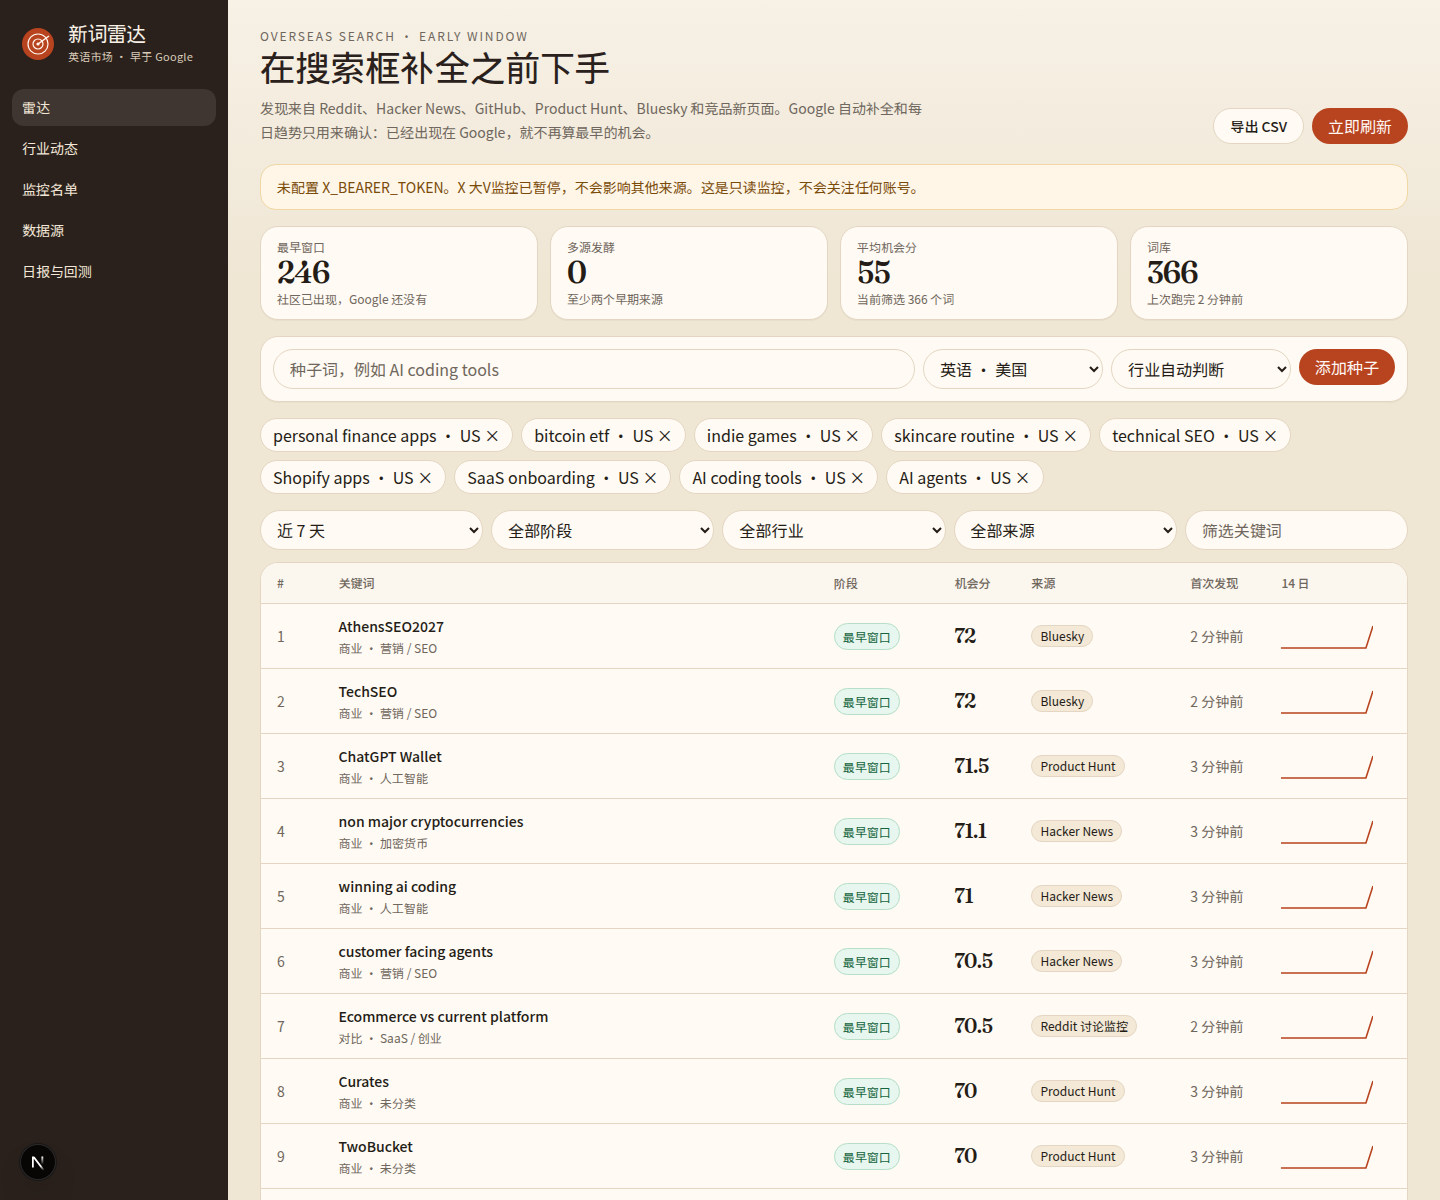 新词雷达
英语市场 · 早于 Google
雷达
行业动态
监控名单
数据源
日报与回测
OVERSEAS SEARCH · EARLY WINDOW
在搜索框补全之前下手
发现来自 Reddit、Hacker News、GitHub、Product Hunt、Bluesky 和竞品新页面。Google 自动补全和每
日趋势只用来确认：已经出现在 Google，就不再算最早的机会。
导出 CSV
立即刷新
未配置 X_BEARER_TOKEN。X 大V监控已暂停，不会影响其他来源。这是只读监控，不会关注任何账号。
最早窗口
246
社区已出现，Google 还没有
多源发酵
0
至少两个早期来源
平均机会分
55
当前筛选 366 个词
词库
366
上次跑完 2 分钟前
种子词，例如 AI coding tools
英语 · 美国
行业自动判断
添加种子
personal finance apps · US ×
bitcoin etf · US ×
indie games · US ×
skincare routine · US ×
technical SEO · US ×
Shopify apps · US ×
SaaS onboarding · US ×
AI coding tools · US ×
AI agents · US ×
近 7 天
全部阶段
全部行业
全部来源
筛选关键词
# 关键词 阶段 机会分 来源 首次发现 14 日
1 AthensSEO2027 最早窗口 72 Bluesky 2 分钟前
商业 · 营销 / SEO
2 TechSEO 最早窗口 72 Bluesky 2 分钟前
商业 · 营销 / SEO
3 ChatGPT Wallet 最早窗口 71.5 Product Hunt 3 分钟前
商业 · 人工智能
4 non major cryptocurrencies 最早窗口 71.1 Hacker News 3 分钟前
商业 · 加密货币
5 winning ai coding 最早窗口 71 Hacker News 3 分钟前
商业 · 人工智能
6 customer facing agents 最早窗口 70.5 Hacker News 3 分钟前
商业 · 营销 / SEO
7 Ecommerce vs current platform 最早窗口 70.5 Reddit 讨论监控 2 分钟前
对比 · SaaS / 创业
8 Curates 最早窗口 70 Product Hunt 3 分钟前
商业 · 未分类
9 TwoBucket 最早窗口 70 Product Hunt 3 分钟前
商业 · 未分类